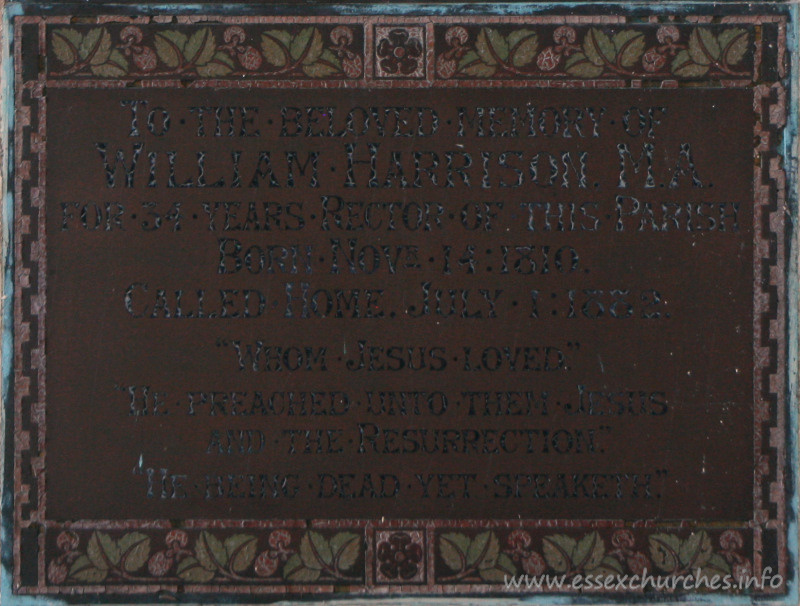 To · the · beloved · memory · of
William · Harrison. M.A.
for · 34 · years · Rector · of · this · Parish
Born · Novr · 14 : 1810.
Called · Home. July · 1 : 1882.
"Whom · Jesus · loved."
"He · preached · unto · them · Jesus
and · the · Resurrection."
"He · being · dead · yet · speaketh."
www.essexchurches.info